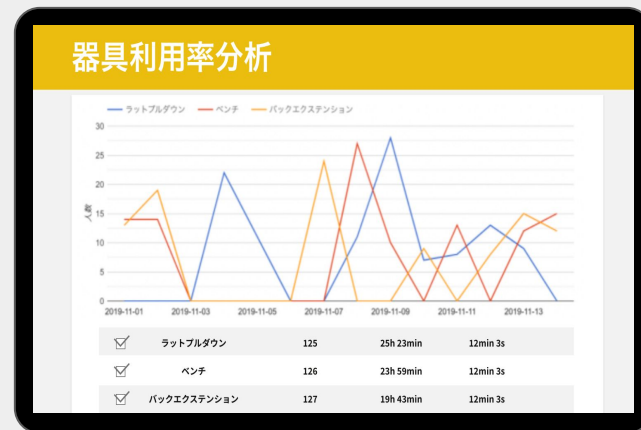 器具利用率分析
ラットプルダウン ベンチ バックエクステンション
30
25
20
15
10
5
0
人数
2019-11-01 2019-11-03 2019-11-05 2019-11-07 2019-11-09 2019-11-11 2019-11-13
ラットプルダウン 125 25h 23min 12min 3s
ベンチ 126 23h 59min 12min 3s
バックエクステンション 127 19h 43min 12min 3s